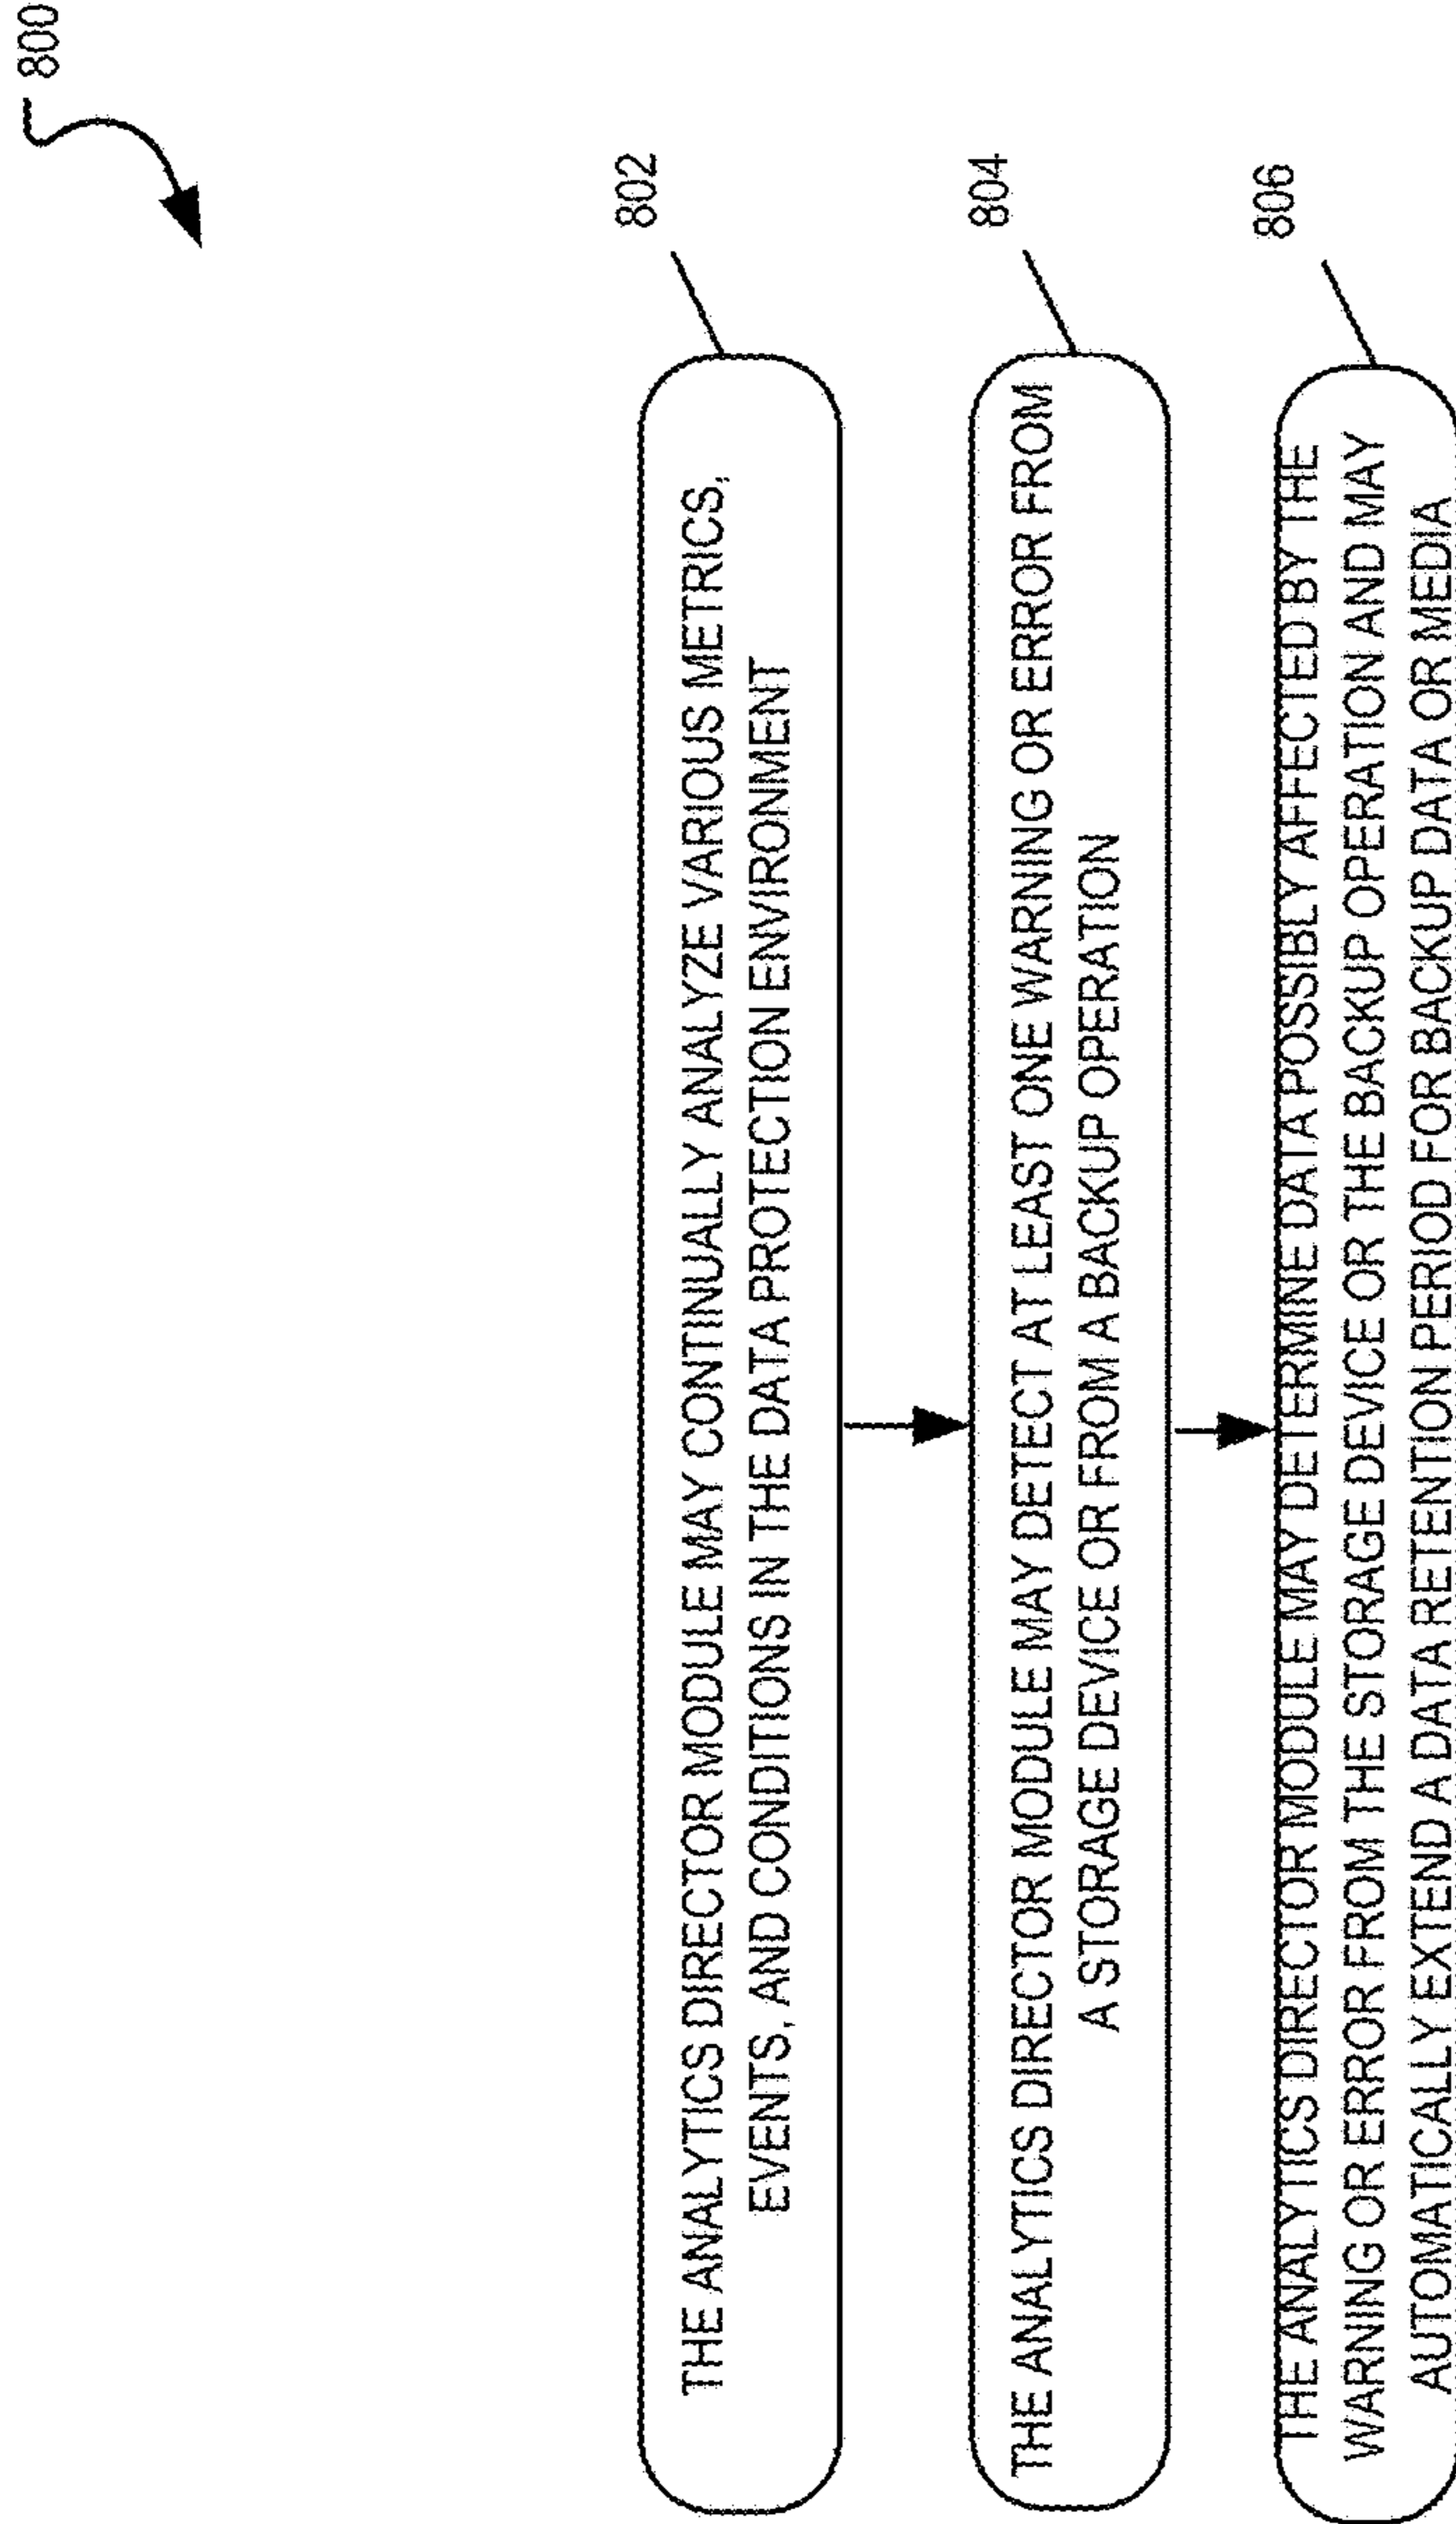 800
802
THE ANALYTICS DIRECTOR MODULE MAY CONTINUALLY ANALYZE VARIOUS METRICS,
EVENTS, AND CONDITIONS IN THE DATA PROTECTION ENVIRONMENT
804
THE ANALYTICS DIRECTOR MODULE MAY DETECT AT LEAST ONE WARNING OR ERROR FROM
A STORAGE DEVICE OR FROM A BACKUP OPERATION
806
THE ANALYTICS DIRECTOR MODULE MAY DETERMINE DATA POSSIBLY AFFECTED BY THE
WARNING OR ERROR FROM THE STORAGE DEVICE OR THE BACKUP OPERATION AND MAY
AUTOMATICALLY EXTEND A DATA RETENTION PERIOD FOR BACKUP DATA OR MEDIA